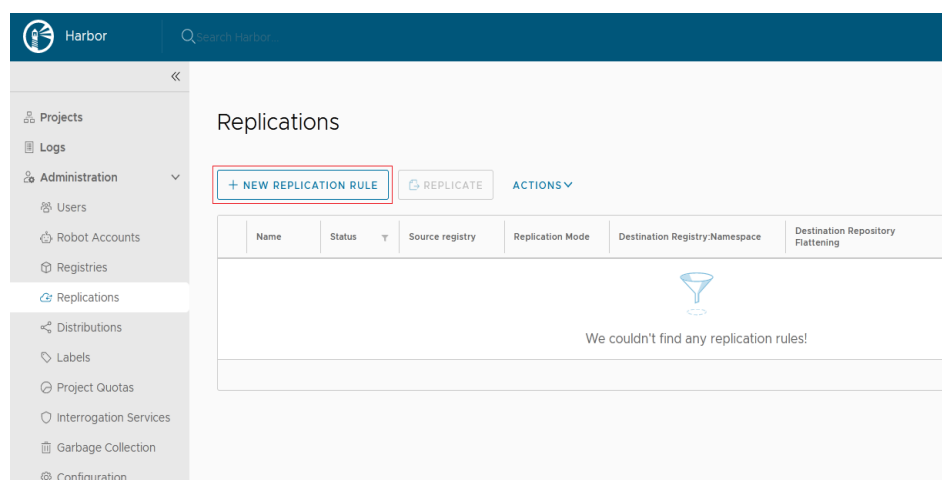 Harbor
Search Harbor...
Projects
Logs
Administration
Users
Robot Accounts
Registries
Replications
Distributions
Labels
Project Quotas
Interrogation Services
Garbage Collection
Configuration
Replications
+ NEW REPLICATION RULE REPLICATE ACTIONS
Name Status Source registry Replication Mode Destination Registry:Namespace Destination Repository
Flattening
We couldn't find any replication rules!